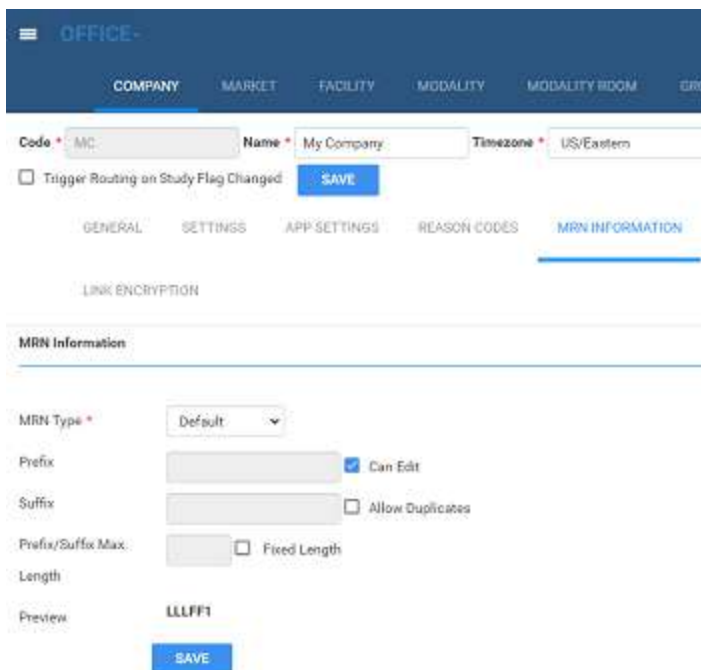 OFFICE-
COMPANY MARKET FACILITY MODALITY MODALITY ROOM
Code * MC Name * My Company Timezone * US/Eastern
Trigger Routing on Study Flag Changed SAVE
GENERAL SETTINGS APP SETTINGS REASON CODES MRN INFORMATION
LINK ENCRYPTION
MRN Information
MRN Type * Default
Prefix Can Edit
Suffix Allow Duplicates
Prefix/Suffix Max. Fixed Length
Length
Preview LLLFF1
SAVE